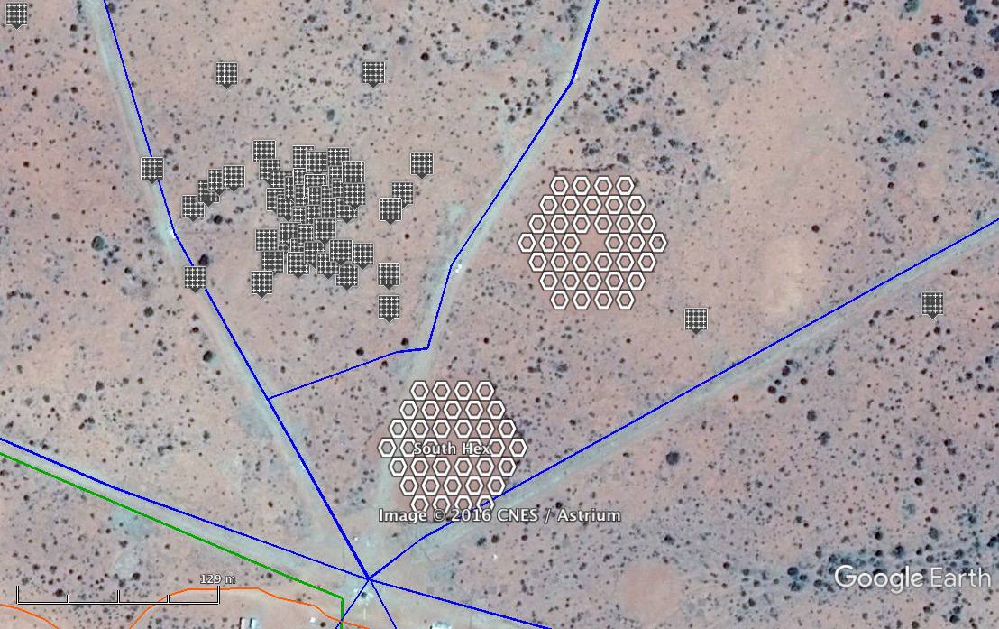 South Hex
Image © 2016 CNES / Astrium
129 m
Google Earth